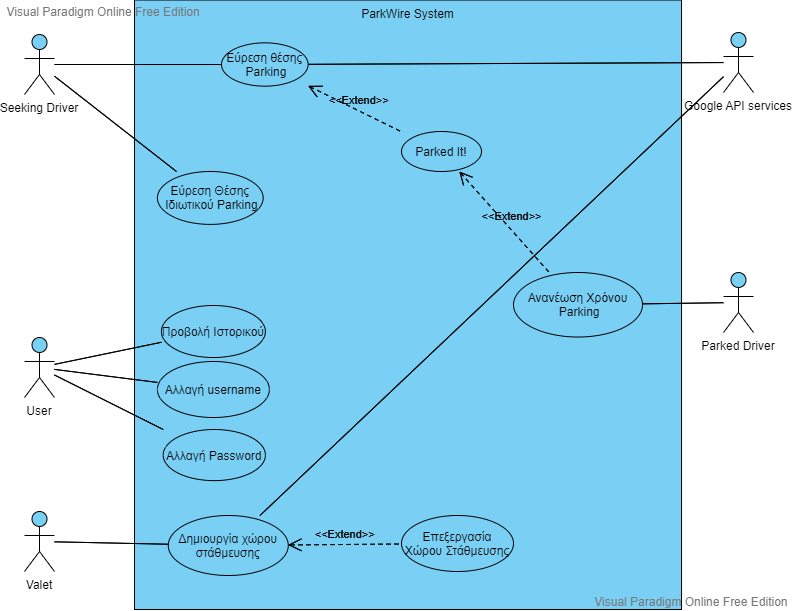 Visual Paradigm Online Free Edition
ParkWire System
Εύρεση θέσης
Parking
Seeking Driver
Google API services
<<Extend>>
Parked It!
Εύρεση Θέσης
Ιδιωτικού Parking
<<Extend>>
Ανανέωση Χρόνου
Parking
Parked Driver
Προβολή Ιστορικού
Αλλαγή username
User
Αλλαγή Password
Δημιουργία χώρου
στάθμευσης
<<Extend>>
Επεξεργασία
Χώρου Στάθμευσης
Valet
Visual Paradigm Online Free Edition